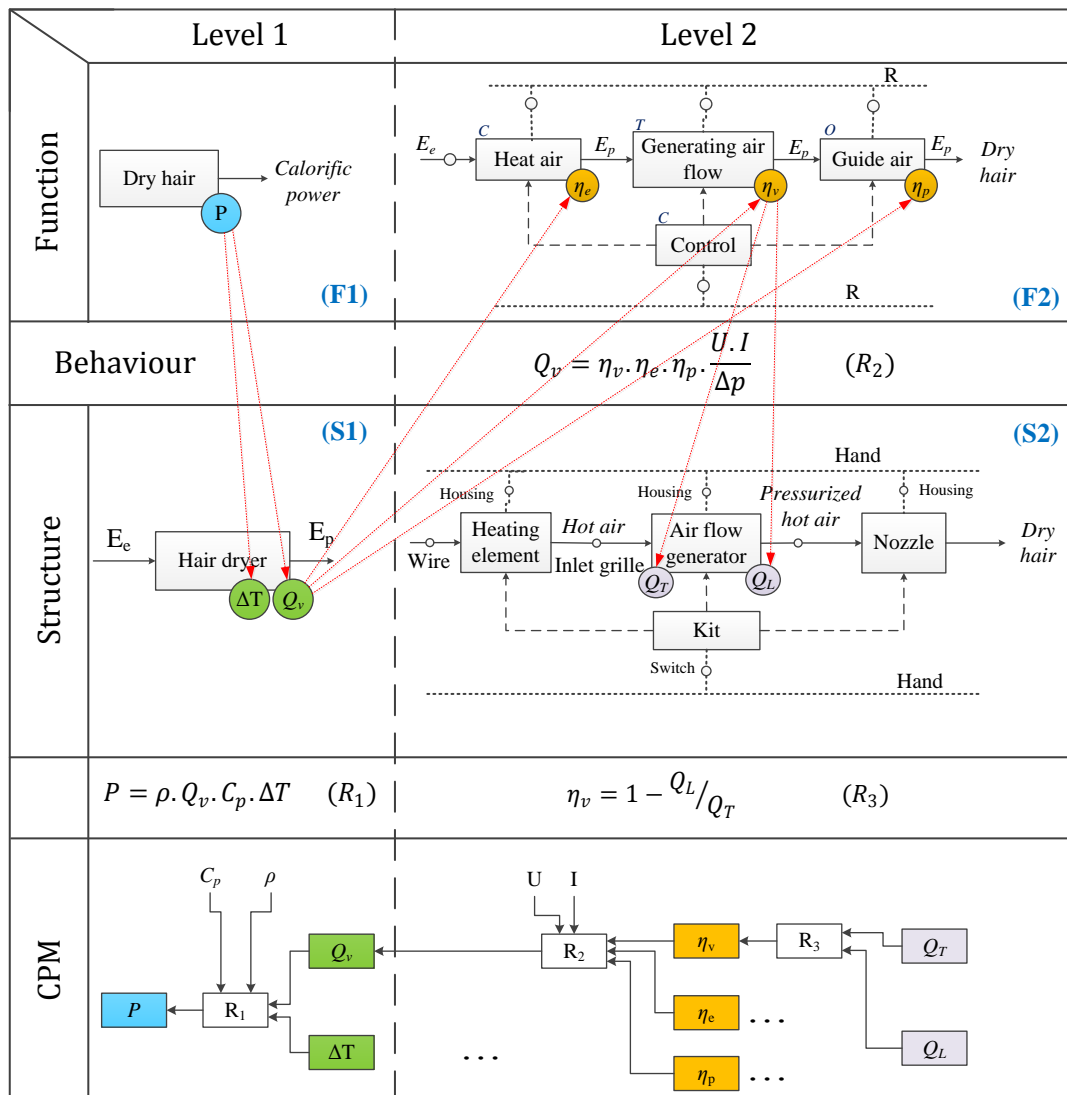 Level 1
Level 2
Function
Dry hair
P
Calorific
power
(F1)
R
E_e
C
Heat air
η_e
E_p
T
Generating air
flow
η_v
E_p
O
Guide air
η_p
E_p
Dry
hair
C
Control
R
(F2)
Behaviour
Q_v = η_v. η_e. η_p. U.I/Δp (R_2)
Structure
(S1)
E_e
Hair dryer
E_p
ΔT
Q_v
(S2)
Hand
Housing
Housing
Pressurized
hot air
Housing
Wire
Heating
element
Hot air
Inlet grille
Air flow
generator
Q_T
Q_L
Nozzle
Dry
hair
Kit
Switch
Hand
P = ρ. Q_v. C_p. ΔT (R_1)
η_v = 1 − Q_L/Q_T (R_3)
CPM
C_p
ρ
Q_v
P
R_1
ΔT
...
U
I
R_2
η_v
R_3
Q_T
η_e
...
Q_L
η_p
...